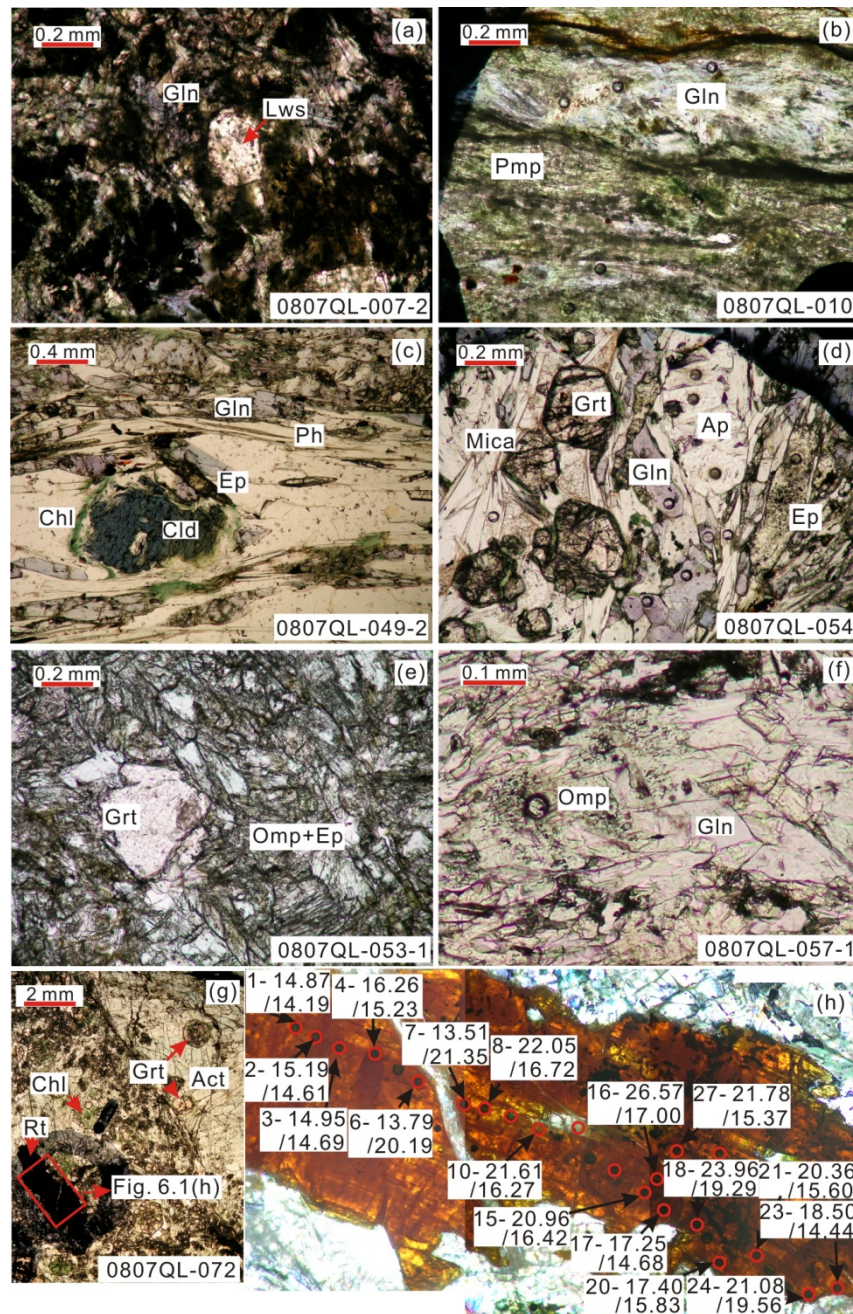 0.2 mm
(a)
Gln
Lws
0807QL-007-2
0.2 mm
(b)
Gln
Pmp
0807QL-010
0.4 mm
(c)
Gln
Ph
Ep
Chl
Cld
0807QL-049-2
0.2 mm
(d)
Grt
Ap
Mica
Gln
Ep
0807QL-054
0.2 mm
(e)
Grt
Omp+Ep
0807QL-053-1
0.1 mm
(f)
Omp
Gln
0807QL-057-1
2 mm
(g)
Grt
Act
Chl
Rt
Fig. 6.1(h)
0807QL-072
(h)
1- 14.87
/14.19
4- 16.26
/15.23
7- 13.51
/21.35
8- 22.05
/16.72
2- 15.19
/14.61
16- 26.57
/17.00
27- 21.78
/15.37
3- 14.95
/14.69
6- 13.79
/20.19
10- 21.61
/16.27
18- 23.96
/19.29
21- 20.36
/15.60
15- 20.96
/16.42
23- 18.50
/14.44
17- 17.25
/14.68
20- 17.40
/15.83
24- 21.08
/19.56